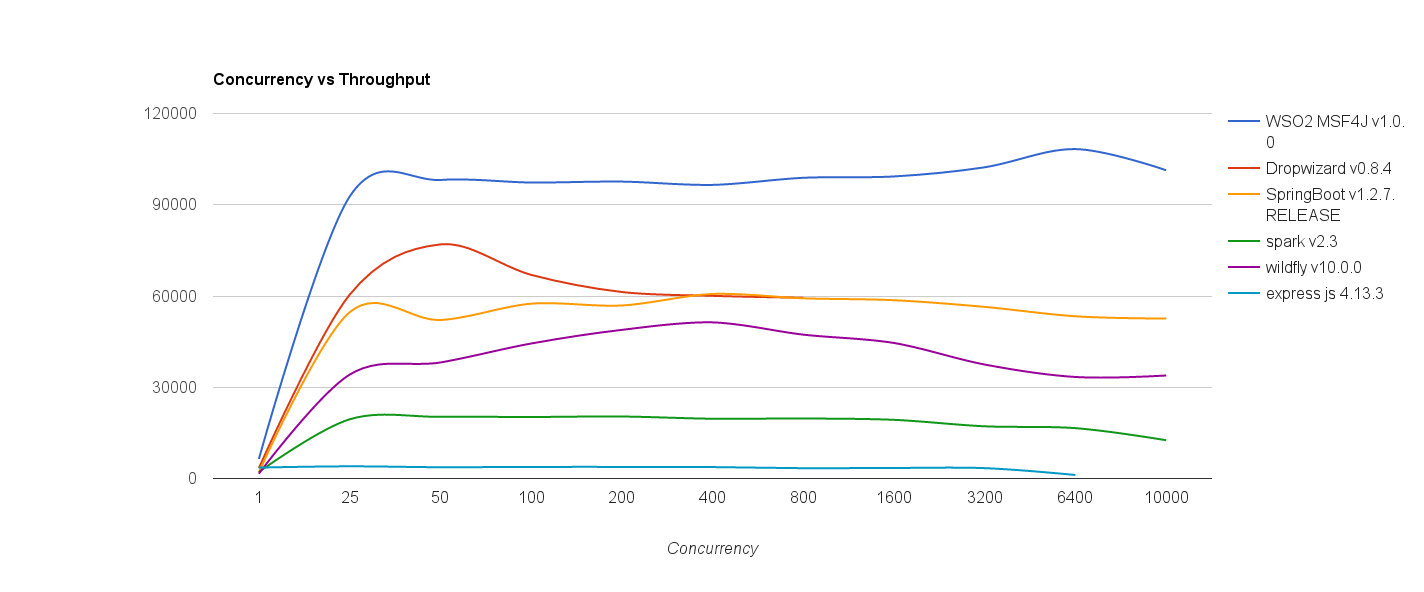 Concurrency vs Throughput
120000
90000
60000
30000
0
1 25 50 100 200 400 800 1600 3200 6400 10000
Concurrency
WSO2 MSF4J v1.0.
0
Dropwizard v0.8.4
SpringBoot v1.2.7.
RELEASE
spark v2.3
wildfly v10.0.0
express js 4.13.3